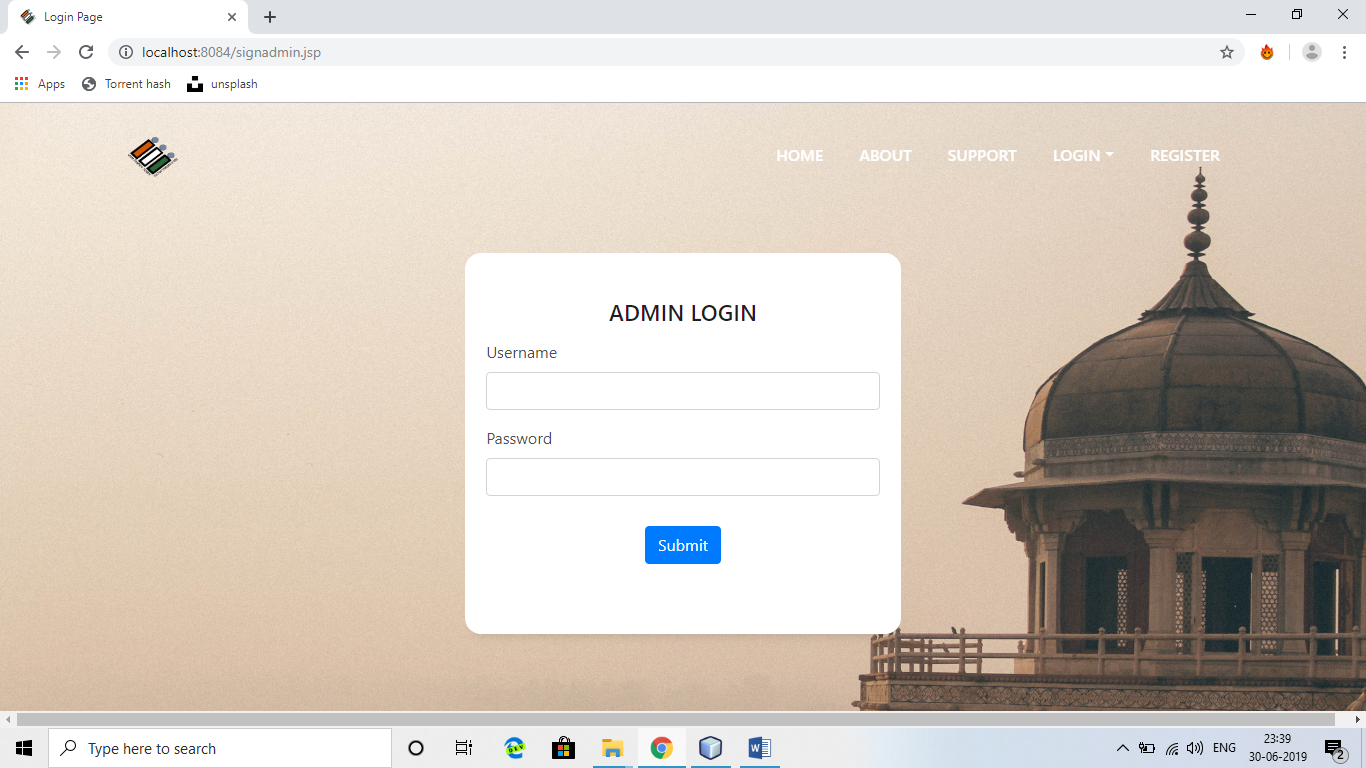 Login Page
localhost:8084/signadmin.jsp
Apps Torrent hash unsplash
HOME ABOUT SUPPORT LOGIN REGISTER
ADMIN LOGIN
Username
Password
Submit
Type here to search
DEV
W
ENG
23:39
30-06-2019
2